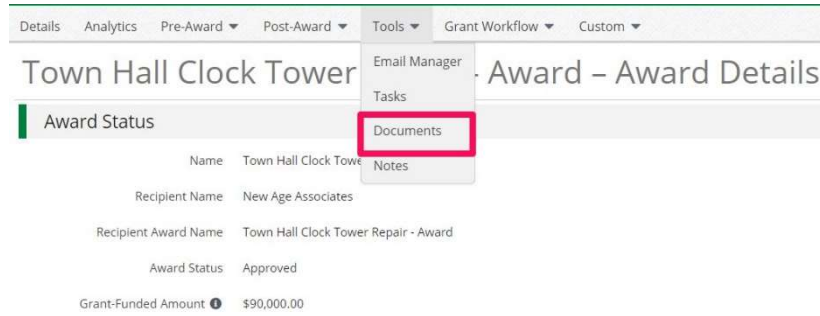 Details Analytics Pre-Award Post-Award Tools Grant Workflow Custom
Town Hall Clock Tower - Award – Award Details
Email Manager
Tasks
Documents
Notes
Award Status
Name Town Hall Clock
Recipient Name New Age Associates
Recipient Award Name Town Hall Clock Tower Repair - Award
Award Status Approved
Grant-Funded Amount $90,000.00